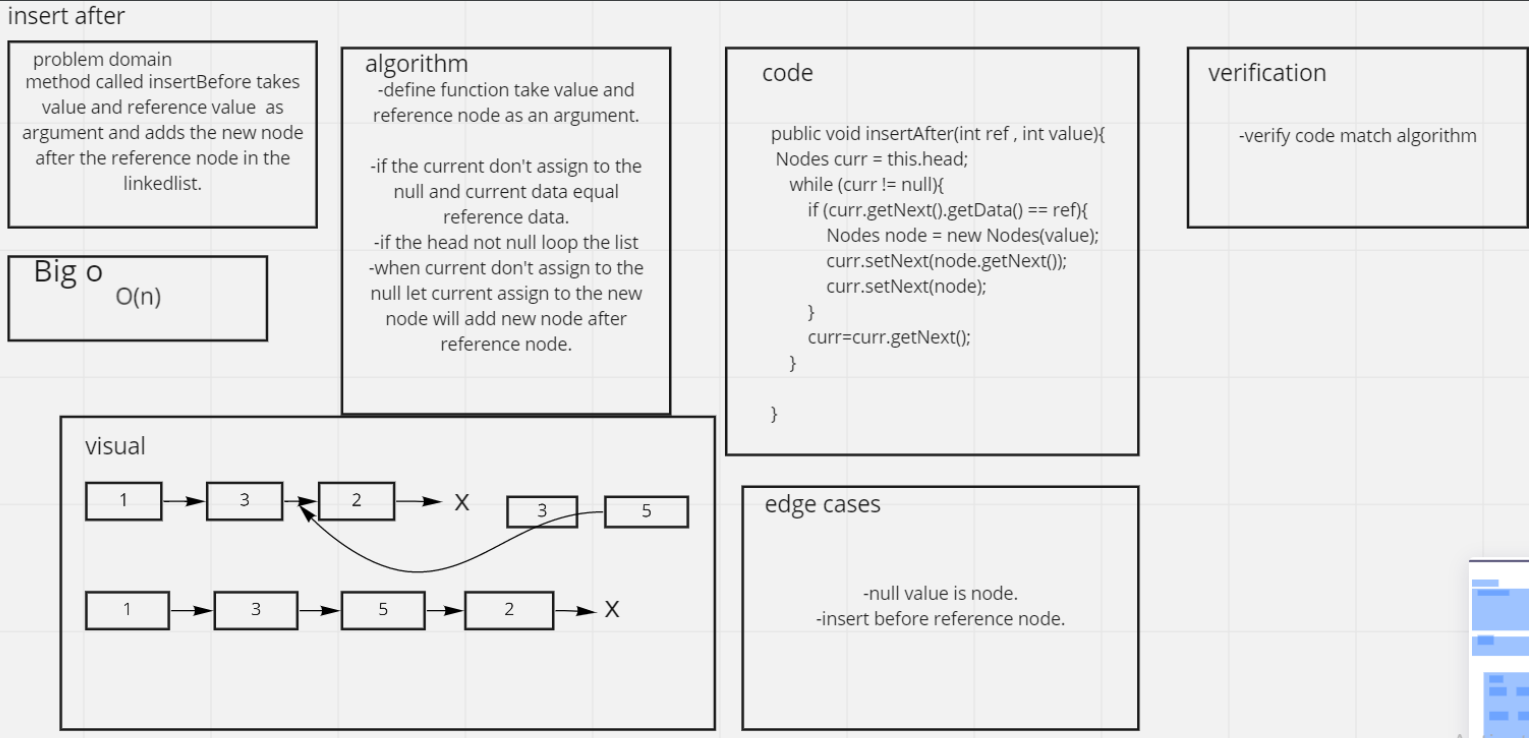 insert after
problem domain
method called insertBefore takes
value and reference value as
argument and adds the new node
after the reference node in the
linkedlist.
Big o
O(n)
algorithm
-define function take value and
reference node as an argument.
-if the current don't assign to the
null and current data equal
reference data.
-if the head not null loop the list
-when current don't assign to the
null let current assign to the new
node will add new node after
reference node.
code
public void insertAfter(int ref , int value){
Nodes curr = this.head;
while (curr != null){
if (curr.getNext().getData() == ref){
Nodes node = new Nodes(value);
curr.setNext(node.getNext());
curr.setNext(node);
}
curr=curr.getNext();
}
}
verification
-verify code match algorithm
visual
1 3 2 X 3 5
1 3 5 2 X
edge cases
-null value is node.
-insert before reference node.